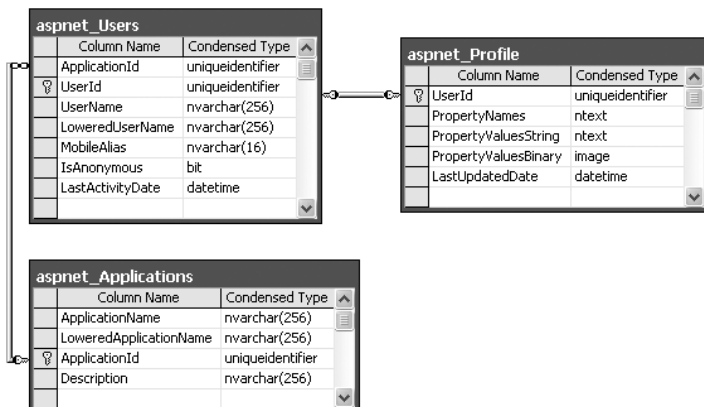 aspnet_Users
Column Name Condensed Type
ApplicationId uniqueidentifier
UserId uniqueidentifier
UserName nvarchar(256)
LoweredUserName nvarchar(256)
MobileAlias nvarchar(16)
IsAnonymous bit
LastActivityDate datetime
aspnet_Profile
Column Name Condensed Type
UserId uniqueidentifier
PropertyNames ntext
PropertyValuesString ntext
PropertyValuesBinary image
LastUpdatedDate datetime
aspnet_Applications
Column Name Condensed Type
ApplicationName nvarchar(256)
LoweredApplicationName nvarchar(256)
ApplicationId uniqueidentifier
Description nvarchar(256)